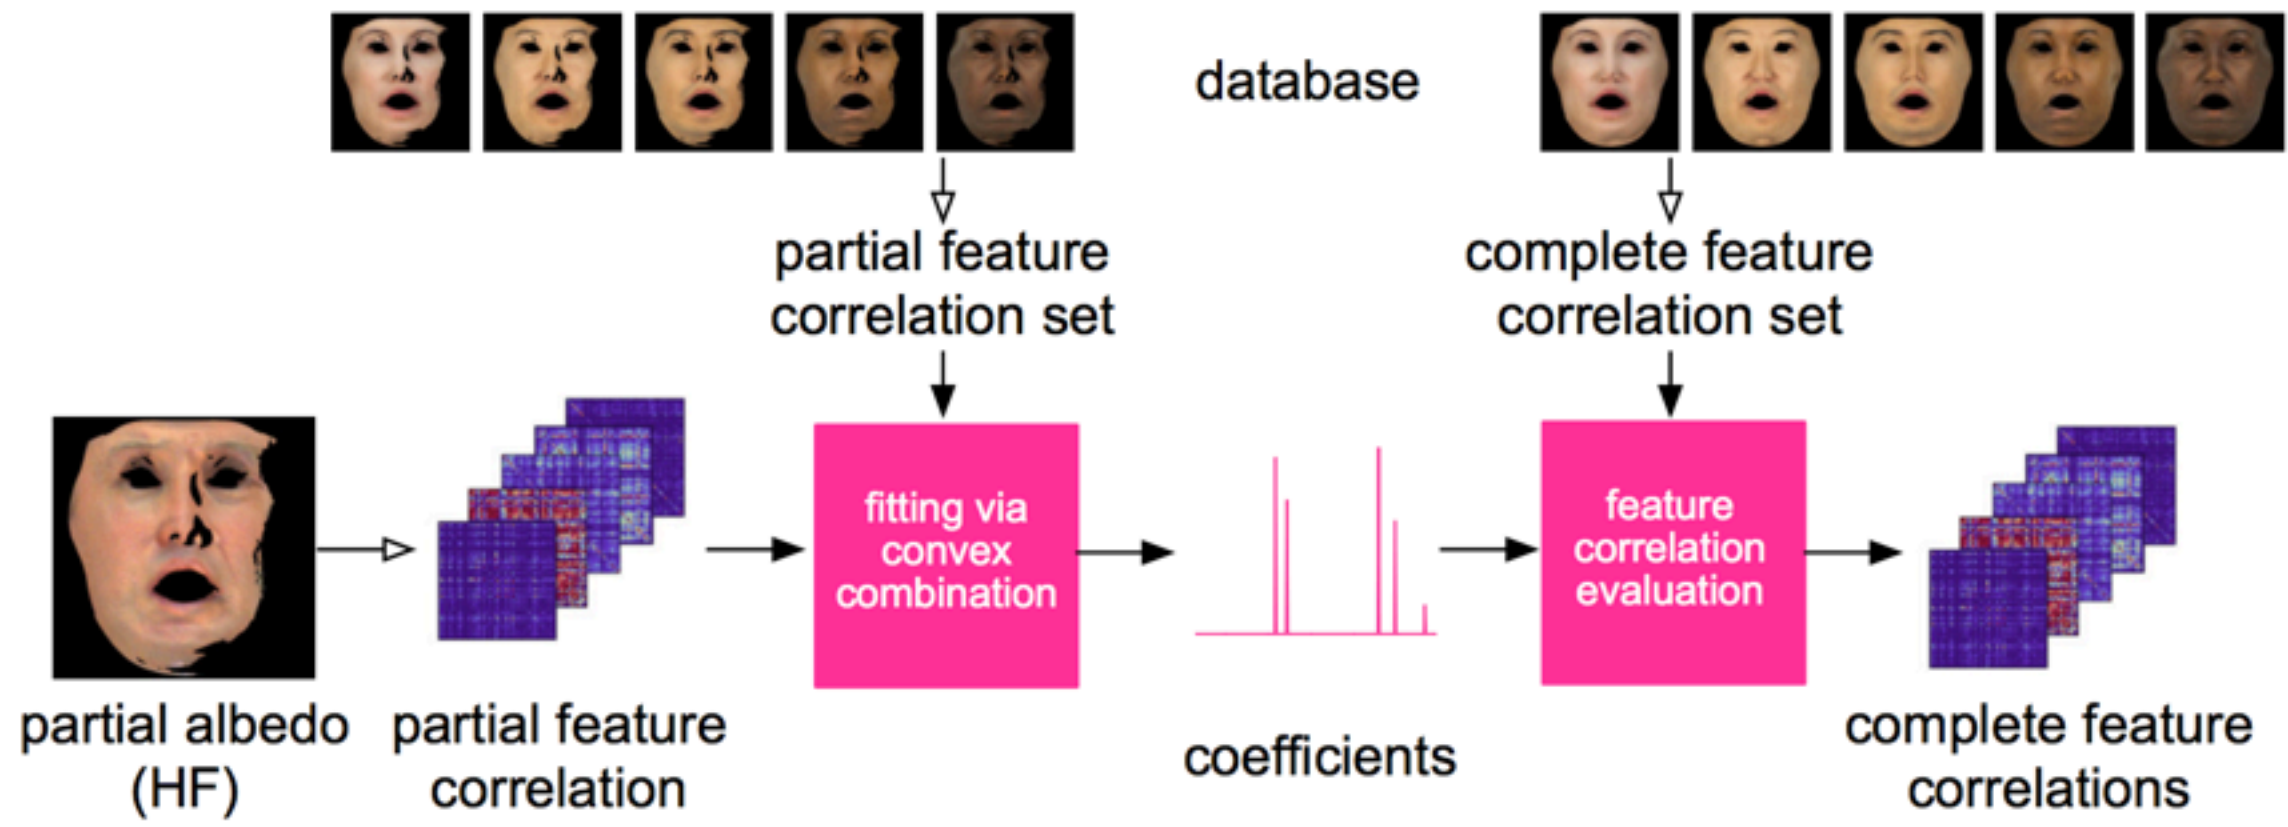 database
partial feature
correlation set
complete feature
correlation set
fitting via
convex
combination
feature
correlation
evaluation
partial albedo
(HF)
partial feature
correlation
coefficients
complete feature
correlations